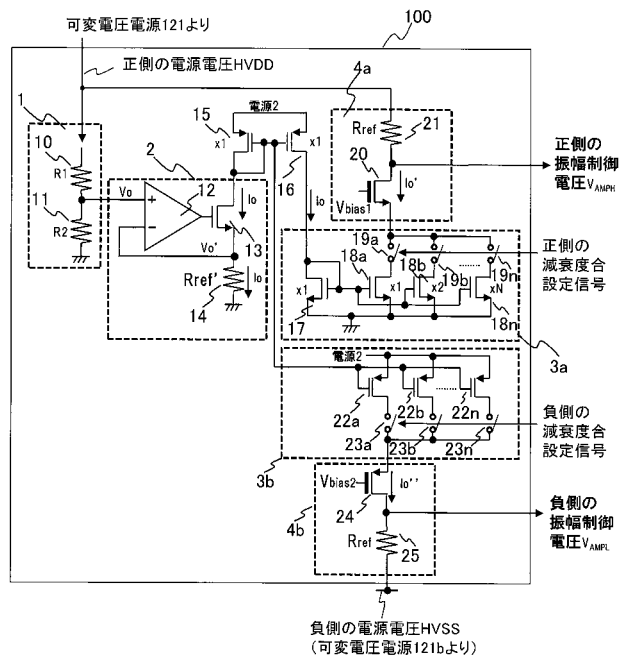 可変電圧電源121より
100
正側の電源電圧HVDD
4a
1
15
電源2
x1
x1
16
Rref
21
10
R1
2
20
Io'
正側の
振幅制御
電圧VAMPH
11
R2
Vo
12
Io
Io
Vbias1
13
Vo'
Rref'
Io
14
19a
18a
18b
19b
19n
正側の
減衰度合
設定信号
x1
x1
x2
xN
17
18n
3a
電源2
22a
22b
22n
23a
23b
23n
負側の
減衰度合
設定信号
3b
Vbias2
Io''
24
4b
Rref
25
負側の
振幅制御
電圧VAMPL
負側の電源電圧HVSS
(可変電圧電源121bより)